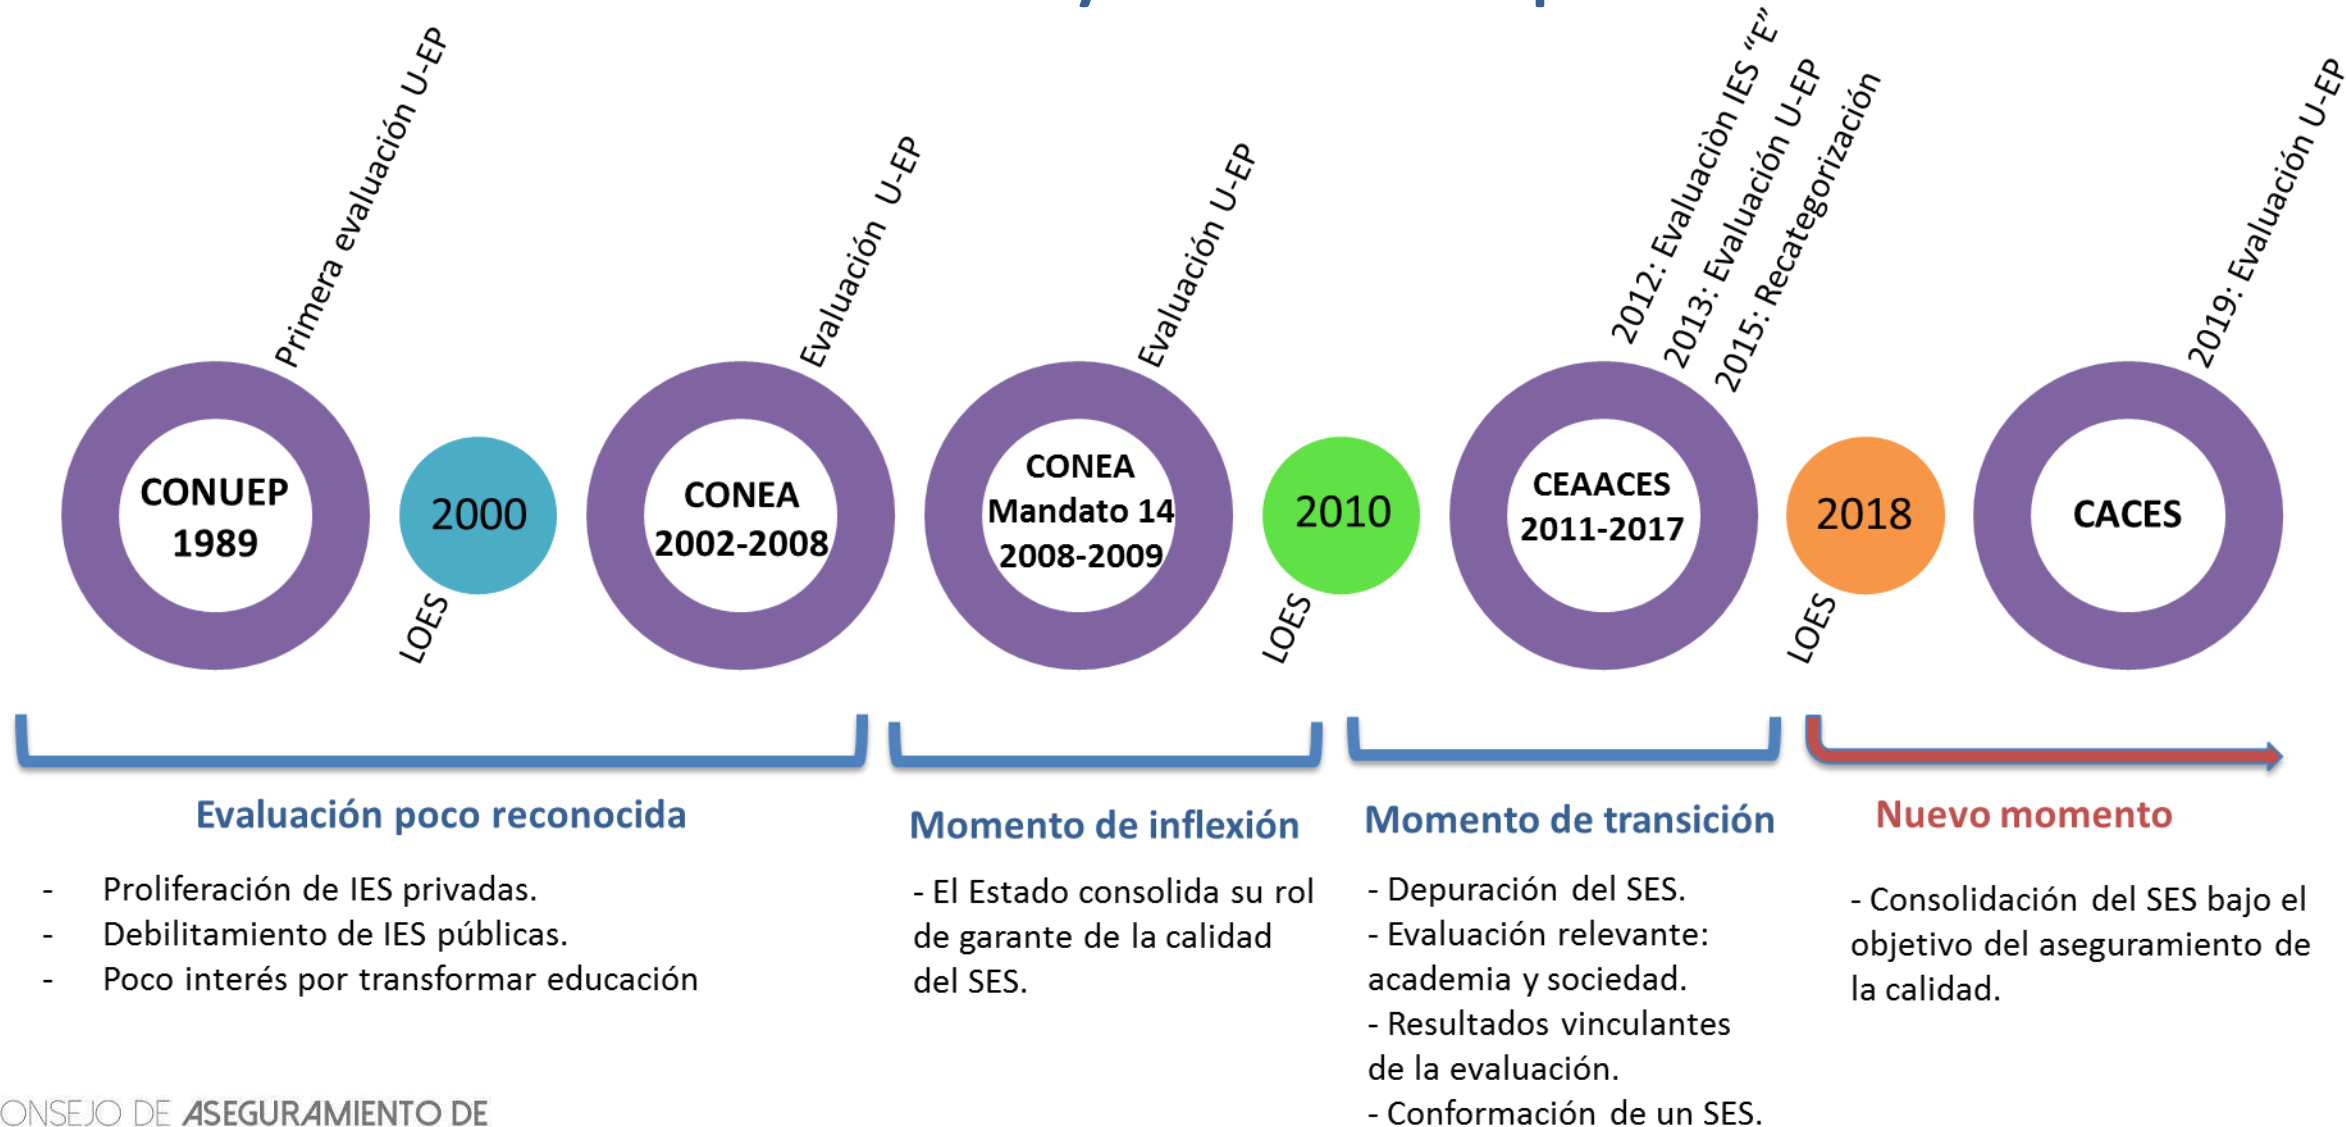 Primera evaluación U-EP
Evaluación U-EP
Evaluación U-EP
2012: Evaluaciòn IES “E”
2013: Evaluación U-EP
2015: Recategorización
2019: Evaluación U-EP
CONUEP
1989
2000
LOES
CONEA
2002-2008
CONEA
Mandato 14
2008-2009
2010
LOES
CEAACES
2011-2017
2018
LOES
CACES
Evaluación poco reconocida
- Proliferación de IES privadas.
- Debilitamiento de IES públicas.
- Poco interés por transformar educación
Momento de inflexión
- El Estado consolida su rol
de garante de la calidad
del SES.
Momento de transición
- Depuración del SES.
- Evaluación relevante:
academia y sociedad.
- Resultados vinculantes
de la evaluación.
- Conformación de un SES.
Nuevo momento
- Consolidación del SES bajo el
objetivo del aseguramiento de
la calidad.
ONSEJO DE ASEGURAMIENTO DE